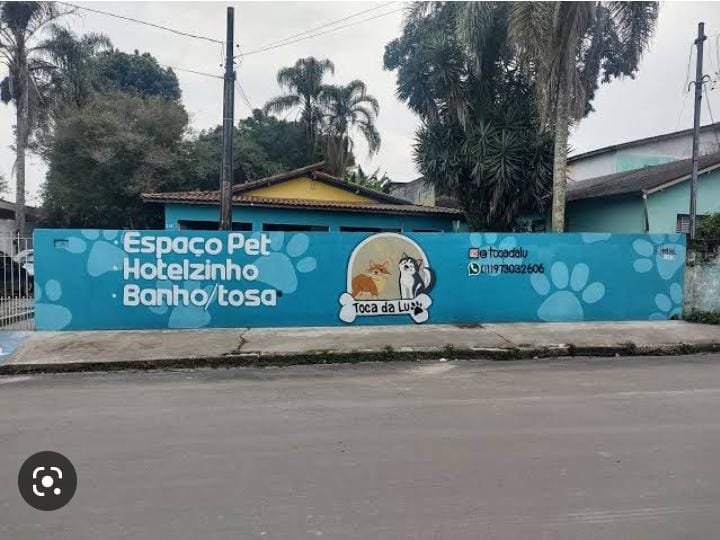 · Espaço Pet
· Hotelzinho
· Banho/tosa
Toca da Lu
@tocadalu
(11)973032606